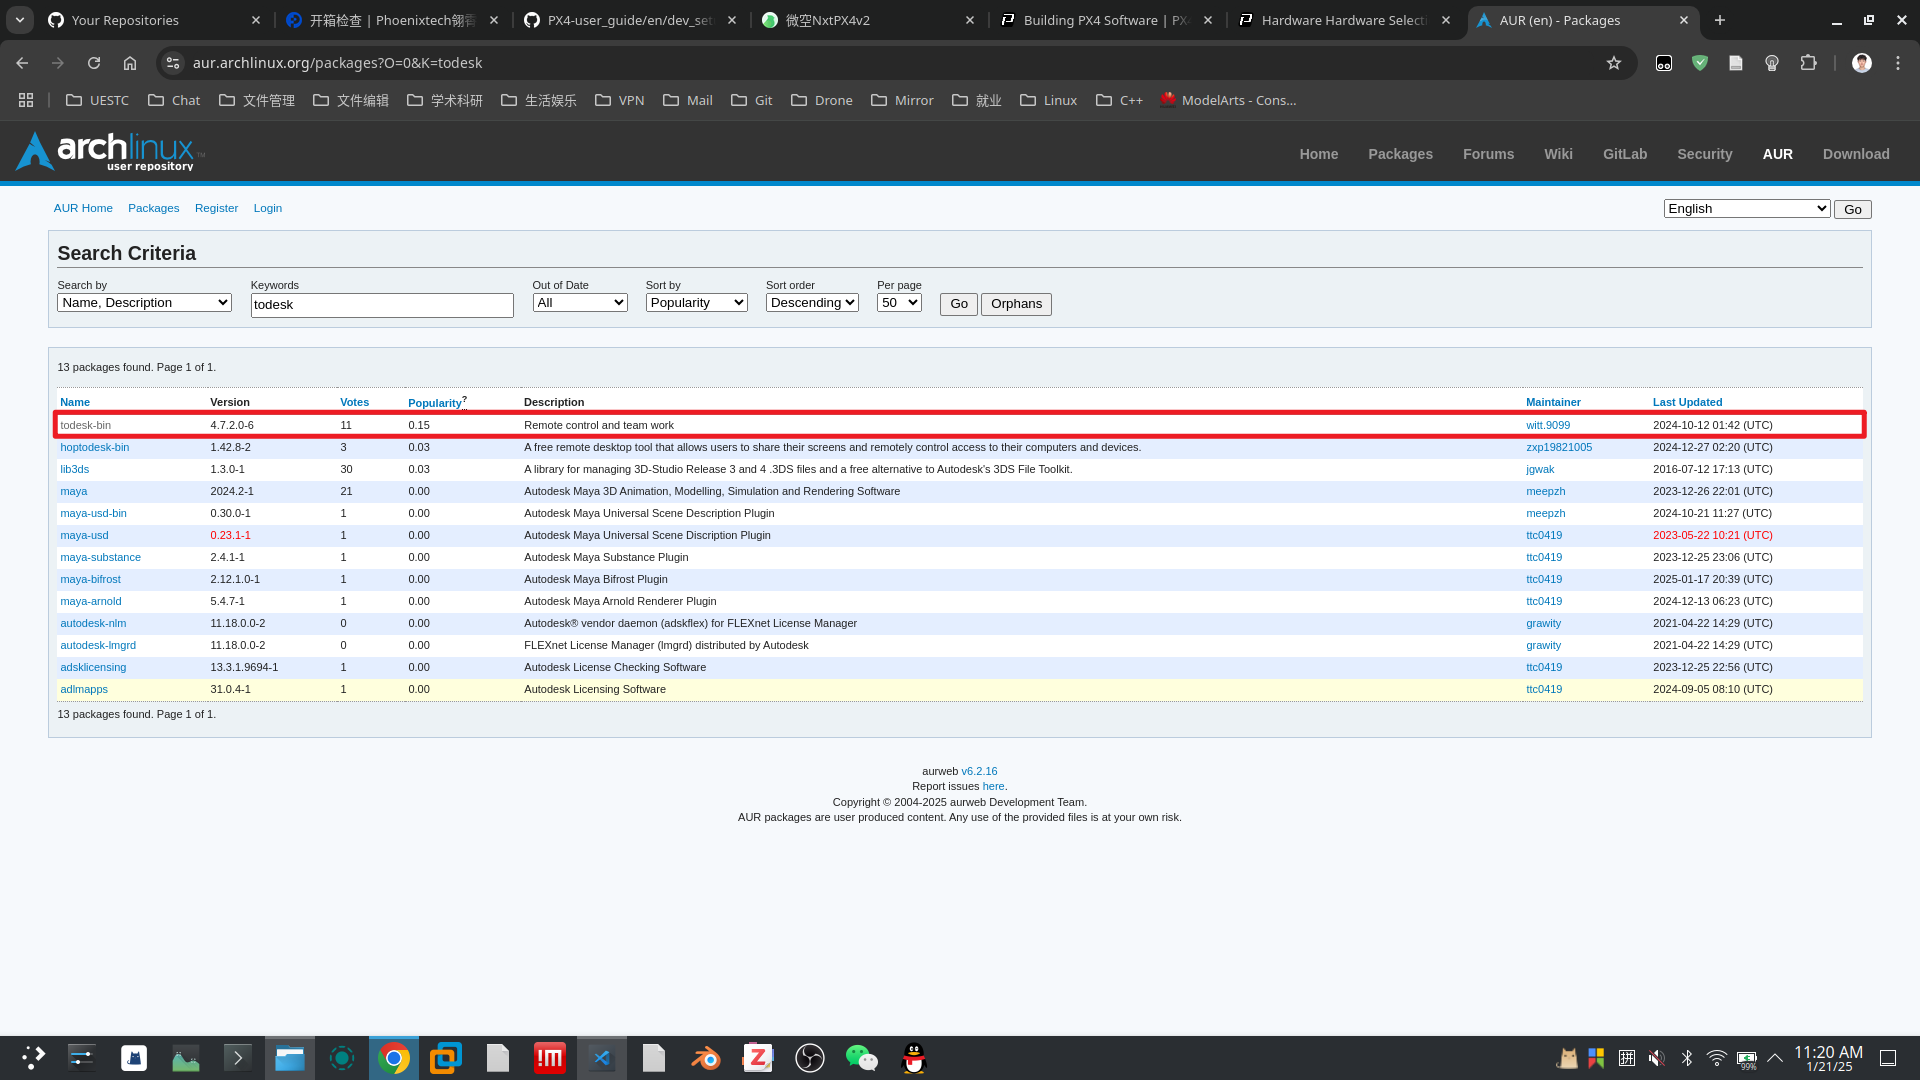 Your Repositories
开箱检查 | Phoenixtech翎
PX4-user_guide/en/dev_set
微空NxtPX4v2
Building PX4 Software | PX
Hardware Hardware Selecti
AUR (en) - Packages
aur.archlinux.org/packages?O=0&K=todesk
UESTC Chat 文件管理 文件编辑 学术科研 生活娱乐 VPN Mail Git Drone Mirror 就业 Linux C++ ModelArts - Cons...
archlinux™
user repository
Home Packages Forums Wiki GitLab Security AUR Download
AUR Home Packages Register Login
English Go
Search Criteria
Search by Keywords Out of Date Sort by Sort order Per page
Name, Description todesk All Popularity Descending 50 Go Orphans
13 packages found. Page 1 of 1.
Name Version Votes Popularity? Description Maintainer Last Updated
todesk-bin 4.7.2.0-6 11 0.15 Remote control and team work witt.9099 2024-10-12 01:42 (UTC)
hoptodesk-bin 1.42.8-2 3 0.03 A free remote desktop tool that allows users to share their screens and remotely control access to their computers and devices. zxp19821005 2024-12-27 02:20 (UTC)
lib3ds 1.3.0-1 30 0.03 A library for managing 3D-Studio Release 3 and 4 .3DS files and a free alternative to Autodesk's 3DS File Toolkit. jgwak 2016-07-12 17:13 (UTC)
maya 2024.2-1 21 0.00 Autodesk Maya 3D Animation, Modelling, Simulation and Rendering Software meepzh 2023-12-26 22:01 (UTC)
maya-usd-bin 0.30.0-1 1 0.00 Autodesk Maya Universal Scene Description Plugin meepzh 2024-10-21 11:27 (UTC)
maya-usd 0.23.1-1 1 0.00 Autodesk Maya Universal Scene Discription Plugin ttc0419 2023-05-22 10:21 (UTC)
maya-substance 2.4.1-1 1 0.00 Autodesk Maya Substance Plugin ttc0419 2023-12-25 23:06 (UTC)
maya-bifrost 2.12.1.0-1 1 0.00 Autodesk Maya Bifrost Plugin ttc0419 2025-01-17 20:39 (UTC)
maya-arnold 5.4.7-1 1 0.00 Autodesk Maya Arnold Renderer Plugin ttc0419 2024-12-13 06:23 (UTC)
autodesk-nlm 11.18.0.0-2 0 0.00 Autodesk® vendor daemon (adskflex) for FLEXnet License Manager grawity 2021-04-22 14:29 (UTC)
autodesk-lmgrd 11.18.0.0-2 0 0.00 FLEXnet License Manager (lmgrd) distributed by Autodesk grawity 2021-04-22 14:29 (UTC)
adsklicensing 13.3.1.9694-1 1 0.00 Autodesk License Checking Software ttc0419 2023-12-25 22:56 (UTC)
adlmapps 31.0.4-1 1 0.00 Autodesk Licensing Software ttc0419 2024-09-05 08:10 (UTC)
13 packages found. Page 1 of 1.
aurweb v6.2.16
Report issues here.
Copyright © 2004-2025 aurweb Development Team.
AUR packages are user produced content. Any use of the provided files is at your own risk.
!M
Z
拼
99%
11:20 AM
1/21/25